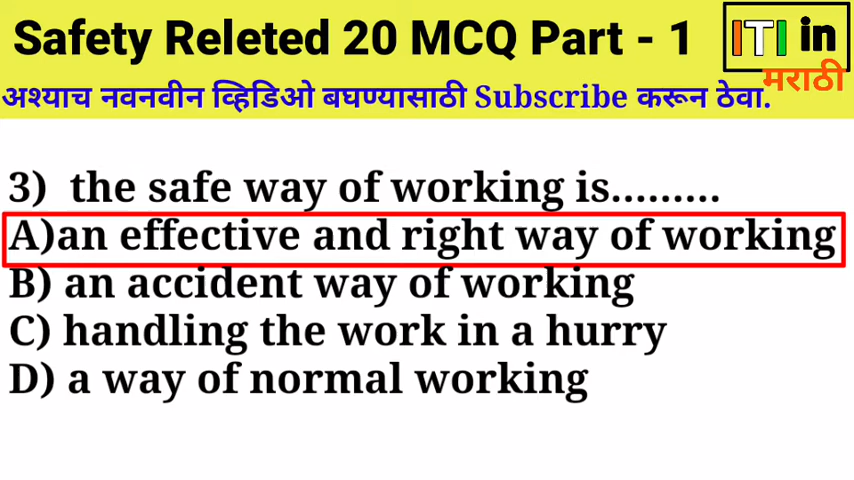 Safety Releted 20 MCQ Part - 1
ITI in
मराठी
अश्याच नवनवीन व्हिडिओ बघण्यासाठी Subscribe करून ठेवा.
3) the safe way of working is.........
A)an effective and right way of working
B) an accident way of working
C) handling the work in a hurry
D) a way of normal working